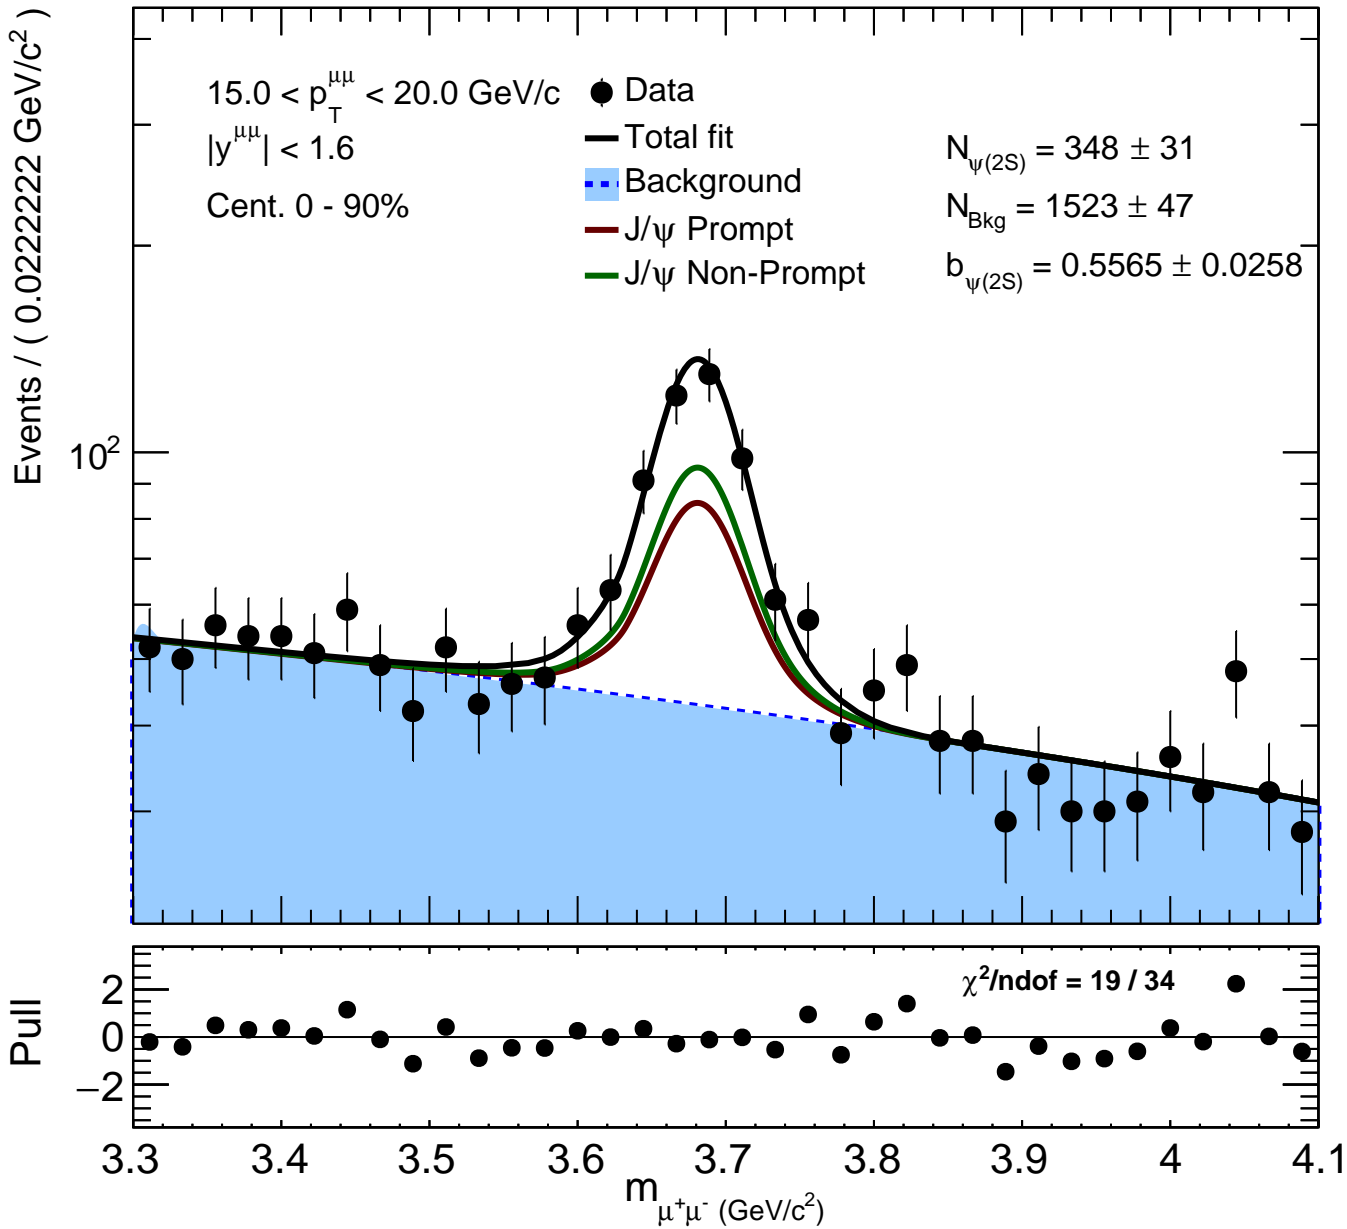 Events / ( 0.0222222 GeV/c²)
15.0 < p_T^μμ < 20.0 GeV/c
|y^μμ| < 1.6
Cent. 0 - 90%
Data
Total fit
Background
J/ψ Prompt
J/ψ Non-Prompt
N_ψ(2S) = 348 ± 31
N_Bkg = 1523 ± 47
b_ψ(2S) = 0.5565 ± 0.0258
10²
Pull
χ²/ndof = 19 / 34
2
0
−2
3.3 3.4 3.5 3.6 3.7 3.8 3.9 4 4.1
m_μ⁺μ⁻ (GeV/c²)